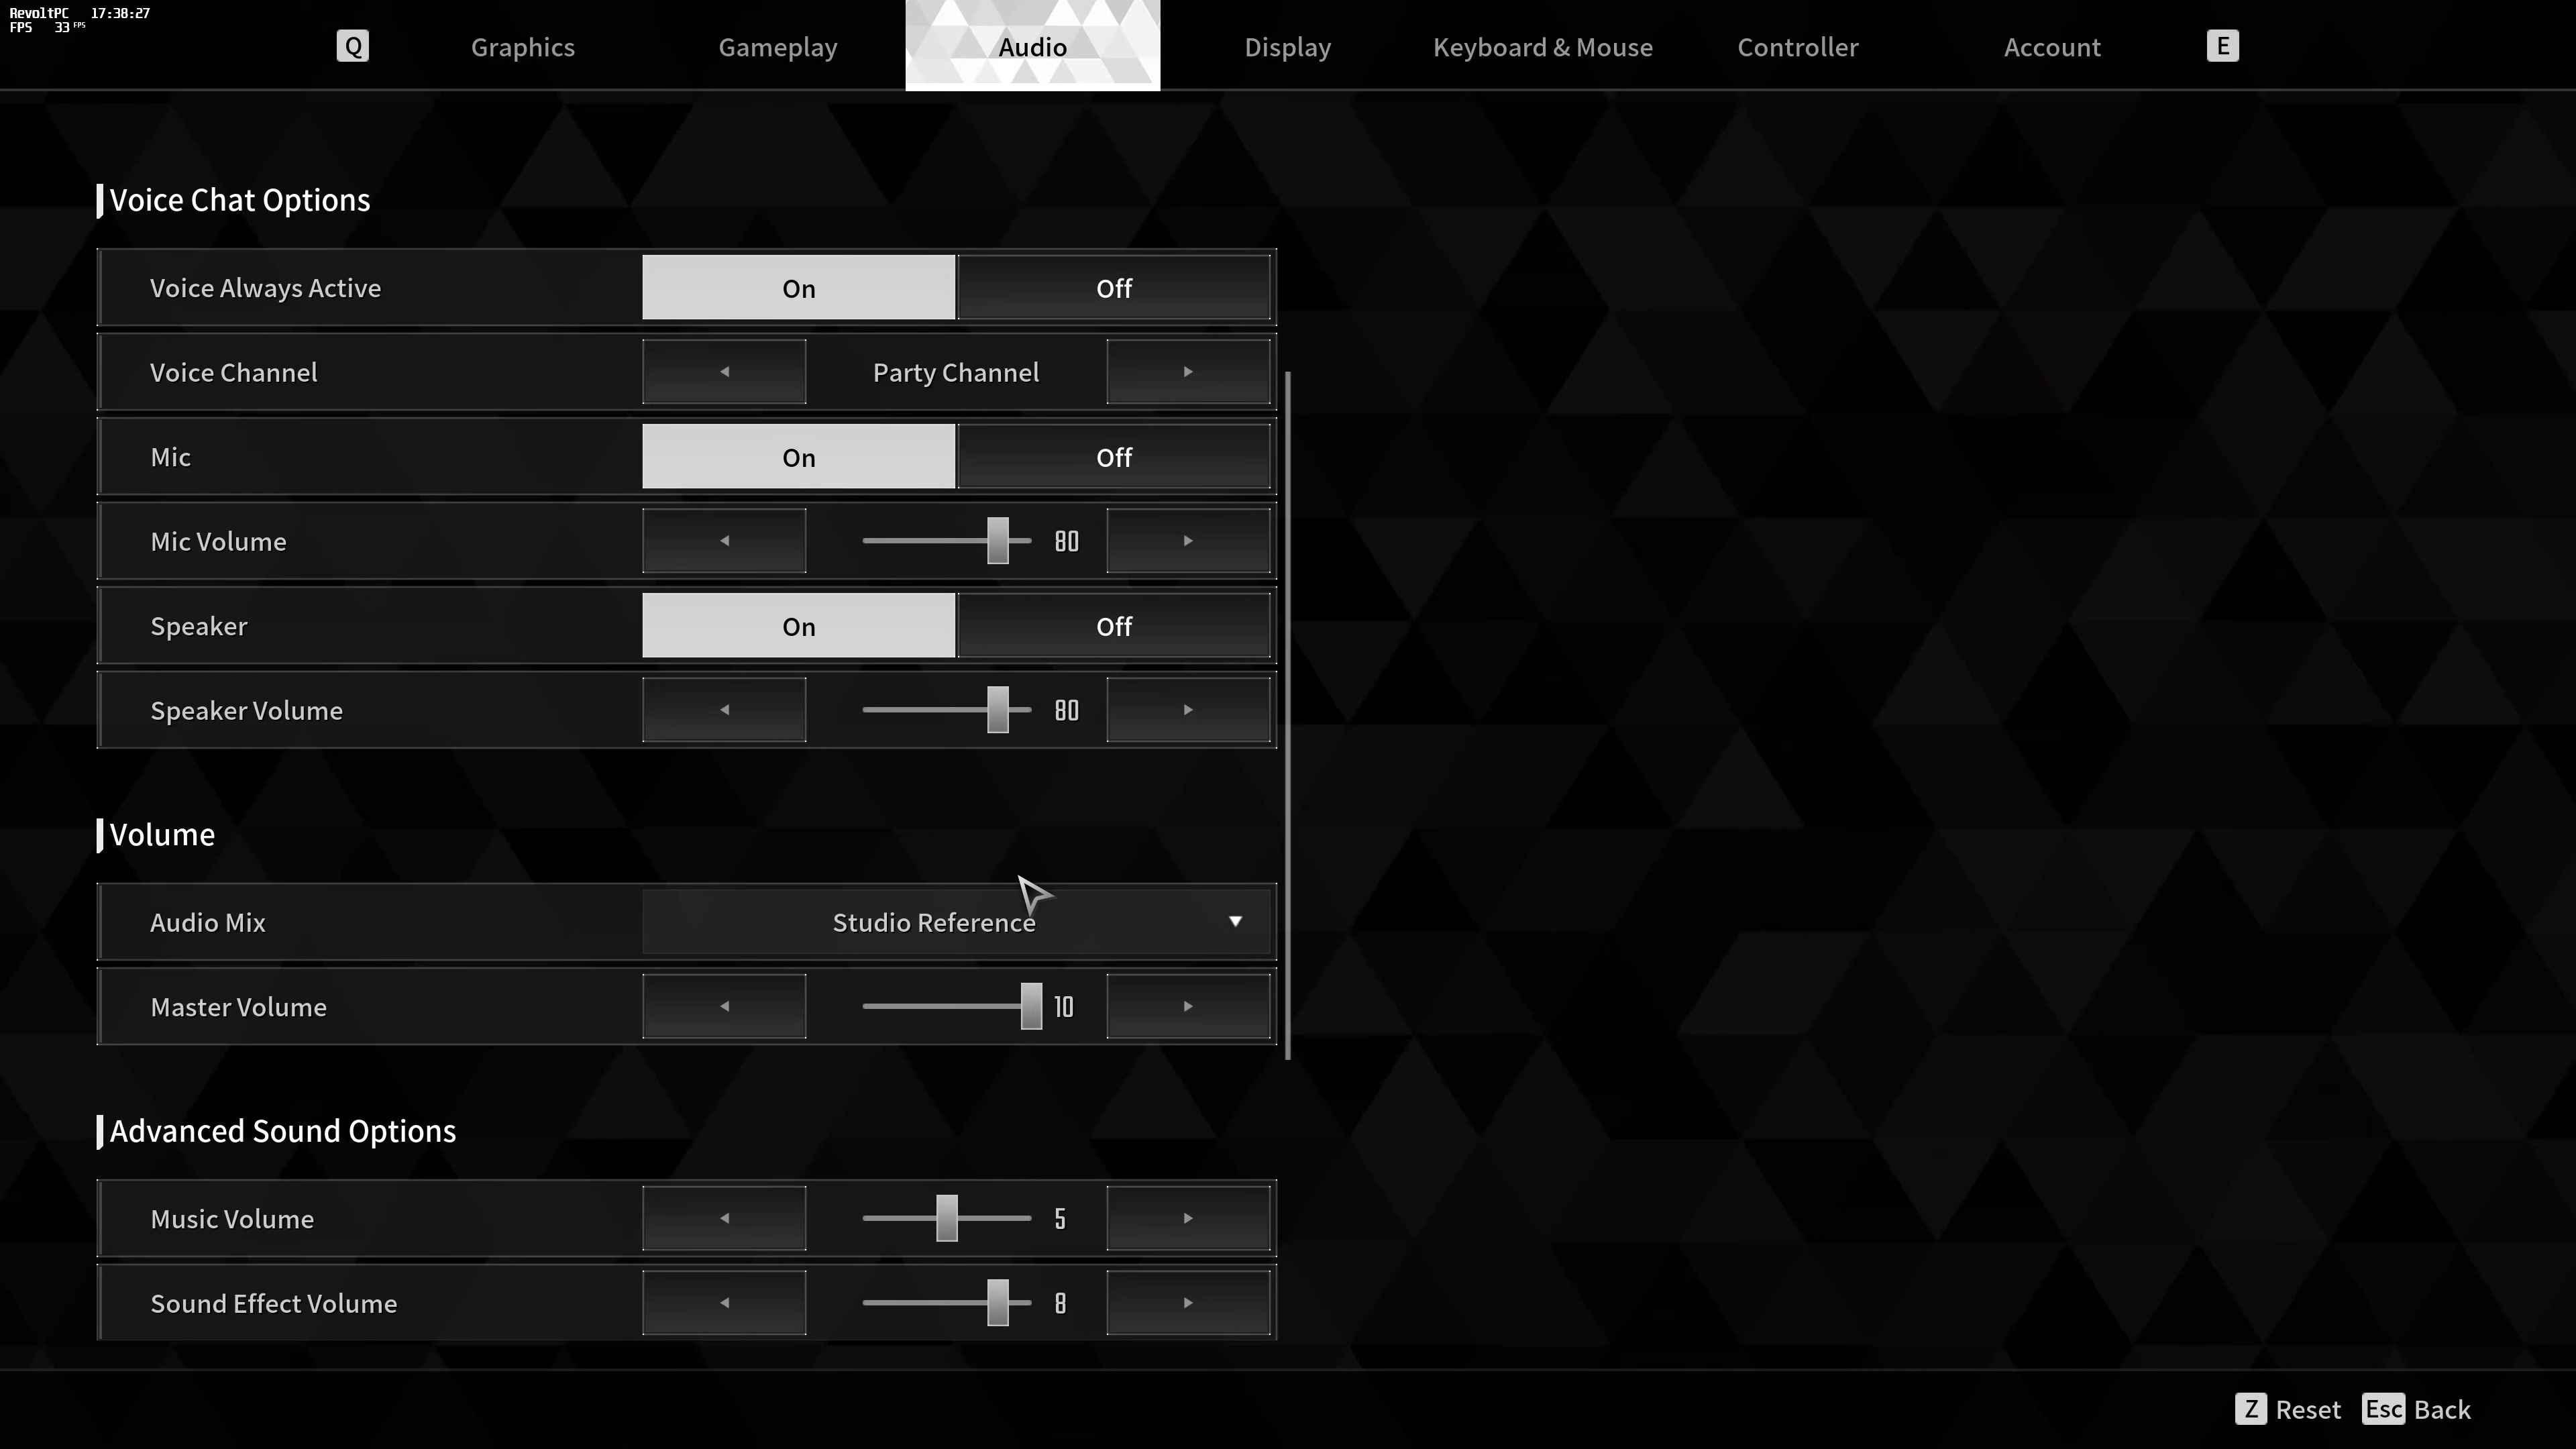 RevoltPC 17:38:27
FPS 33 FPS
Q Graphics Gameplay Audio Display Keyboard & Mouse Controller Account E
Voice Chat Options
Voice Always Active On Off
Voice Channel Party Channel
Mic On Off
Mic Volume 80
Speaker On Off
Speaker Volume 80
Volume
Audio Mix Studio Reference
Master Volume 10
Advanced Sound Options
Music Volume 5
Sound Effect Volume 8
Z Reset Esc Back